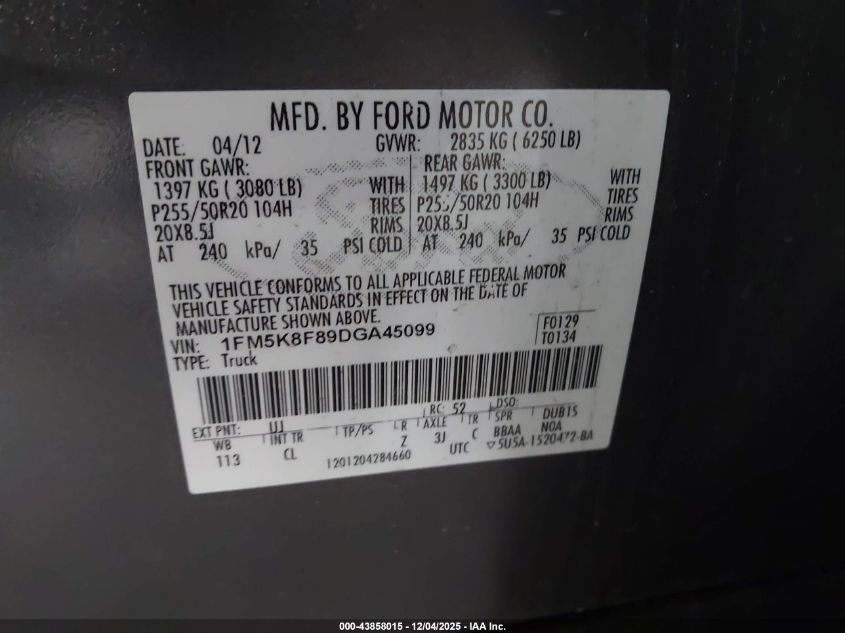 MFD. BY FORD MOTOR CO.
DATE: 04/12 GVWR: 2835 KG ( 6250 LB)
FRONT GAWR: REAR GAWR:
1397 KG ( 3080 LB) WITH 1497 KG ( 3300 LB) WITH
P255/50R20 104H TIRES P255/50R20 104H TIRES
20X8.5J RIMS 20X8.5J RIMS
AT 240 kPa/ 35 PSI COLD AT 240 kPa/ 35 PSI COLD
THIS VEHICLE CONFORMS TO ALL APPLICABLE FEDERAL MOTOR
VEHICLE SAFETY STANDARDS IN EFFECT ON THE DATE OF
MANUFACTURE SHOWN ABOVE.
VIN: 1FM5K8F89DGA45099 F0129
TYPE: Truck T0134
EXT PNT: UJ RC: 52 DSO:
WB INT TR TP/PS R AXLE TR SPR DUB15
113 CL Z 3J C BBAA NOA
1201204284660 UTC ▽5U5A-1520472-BA
000-43858015 - 12/04/2025 - IAA Inc.